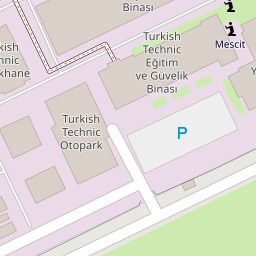 Binası
Turkish
Technic
Eğitim
ve Güvelik
Binası
Mescit
Turkish
Technic
Otopark
P